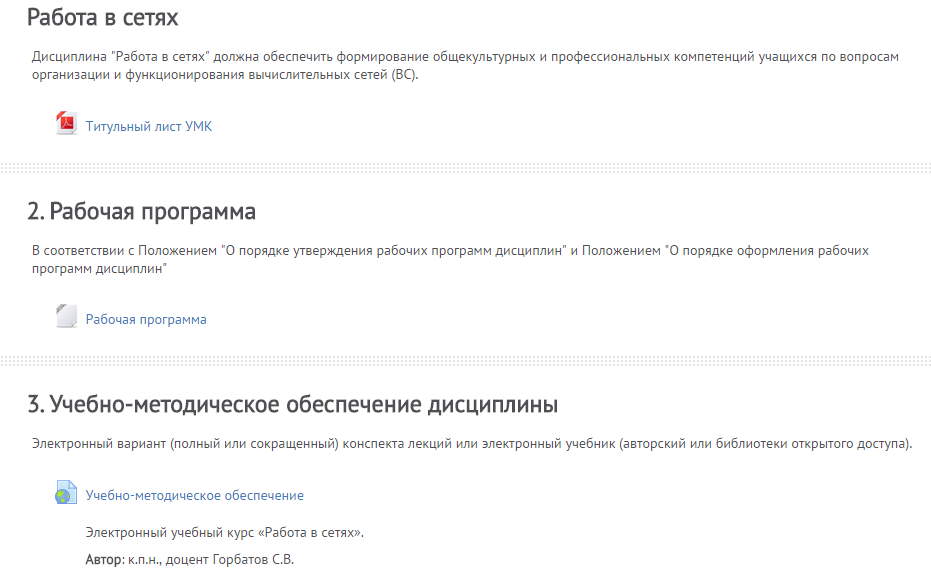 Работа в сетях
Дисциплина "Работа в сетях" должна обеспечить формирование общекультурных и профессиональных компетенций учащихся по вопросам
организации и функционирования вычислительных сетей (ВС).
Титульный лист УМК
2. Рабочая программа
В соответствии с Положением "О порядке утверждения рабочих программ дисциплин" и Положением "О порядке оформления рабочих
программ дисциплин"
Рабочая программа
3. Учебно-методическое обеспечение дисциплины
Электронный вариант (полный или сокращенный) конспекта лекций или электронный учебник (авторский или библиотеки открытого доступа).
Учебно-методическое обеспечение
Электронный учебный курс «Работа в сетях».
Автор: к.п.н., доцент Горбатов С.В.